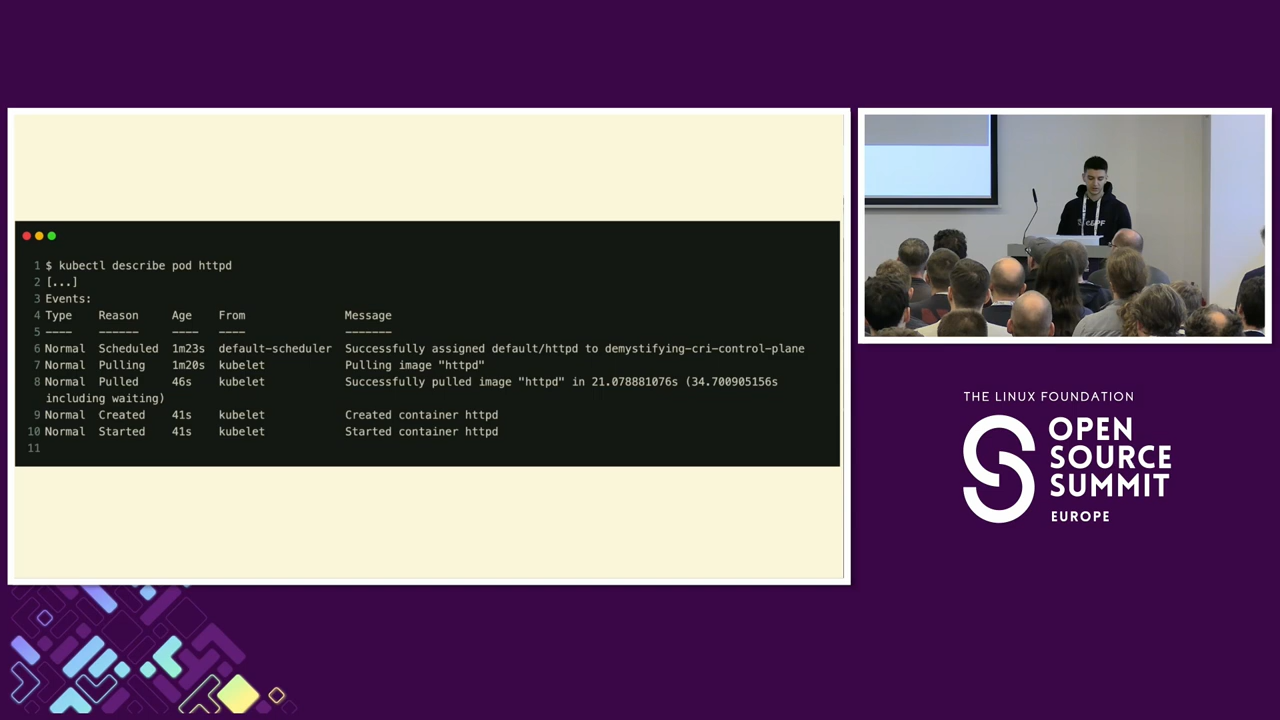 1 $ kubectl describe pod httpd
2 [...]
3 Events:
4 Type Reason Age From Message
5 ---- ------ ---- ---- -------
6 Normal Scheduled 1m23s default-scheduler Successfully assigned default/httpd to demystifying-cri-control-plane
7 Normal Pulling 1m20s kubelet Pulling image "httpd"
8 Normal Pulled 46s kubelet Successfully pulled image "httpd" in 21.078881076s (34.700905156s
including waiting)
9 Normal Created 41s kubelet Created container httpd
10 Normal Started 41s kubelet Started container httpd
11
THE LINUX FOUNDATION
OPEN
SOURCE
SUMMIT
EUROPE